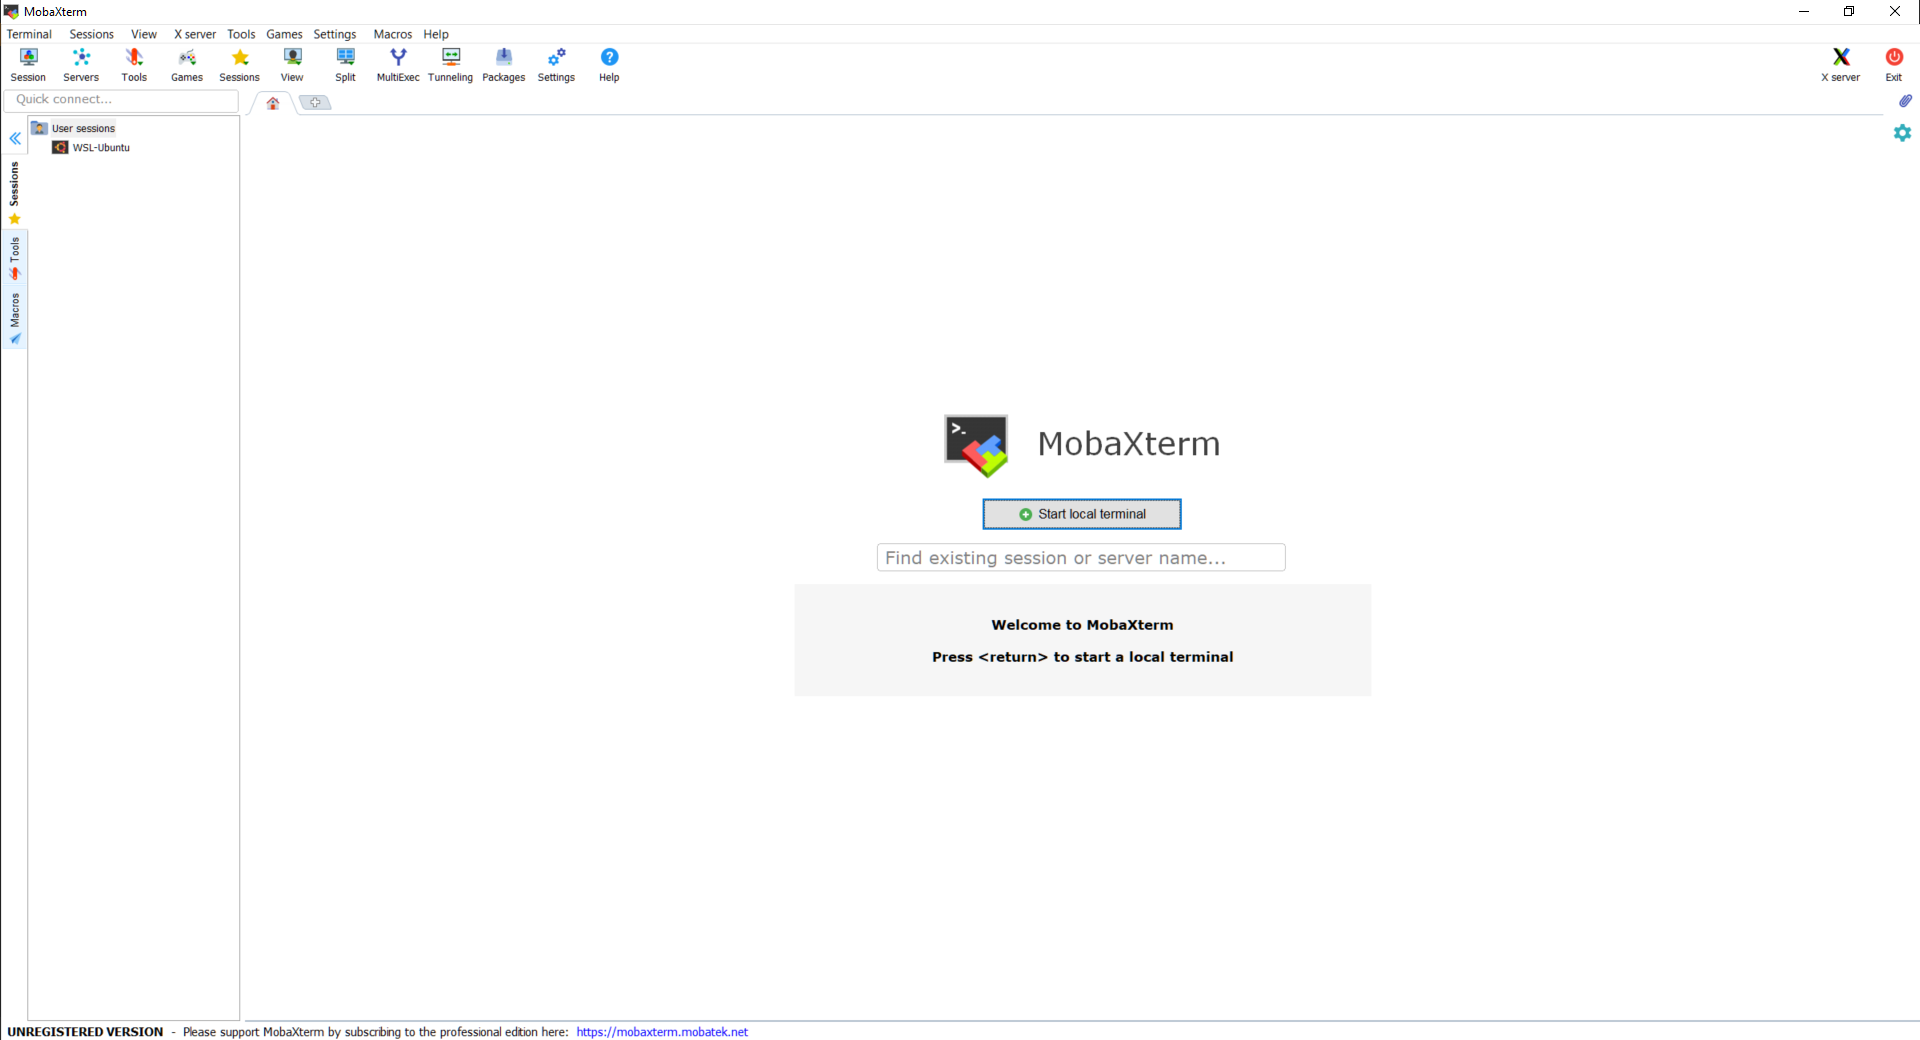 MobaXterm
Terminal Sessions View X server Tools Games Settings Macros Help
Session Servers Tools Games Sessions View Split MultiExec Tunneling Packages Settings Help X server Exit
Quick connect...
User sessions
WSL-Ubuntu
Sessions
Tools
Macros
>_
MobaXterm
Start local terminal
Find existing session or server name...
Welcome to MobaXterm
Press <return> to start a local terminal
UNREGISTERED VERSION - Please support MobaXterm by subscribing to the professional edition here: https://mobaxterm.mobatek.net